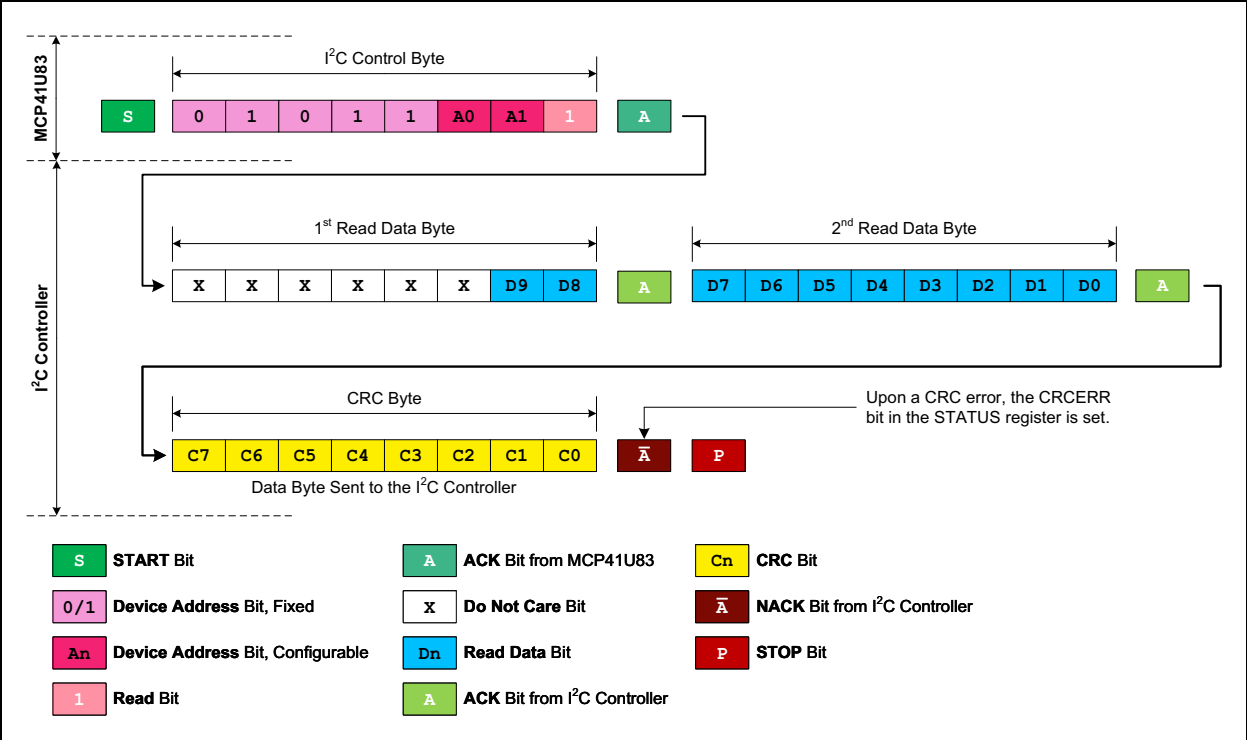 MCP41U83
I²C Control Byte
S 0 1 0 1 1 A0 A1 1 A
I²C Controller
1st Read Data Byte 2nd Read Data Byte
X X X X X X D9 D8 A D7 D6 D5 D4 D3 D2 D1 D0 A
CRC Byte
Upon a CRC error, the CRCERR
bit in the STATUS register is set.
C7 C6 C5 C4 C3 C2 C1 C0 A̅ P
Data Byte Sent to the I²C Controller
S START Bit
0/1 Device Address Bit, Fixed
An Device Address Bit, Configurable
1 Read Bit
A ACK Bit from MCP41U83
X Do Not Care Bit
Dn Read Data Bit
A ACK Bit from I²C Controller
Cn CRC Bit
A̅ NACK Bit from I²C Controller
P STOP Bit